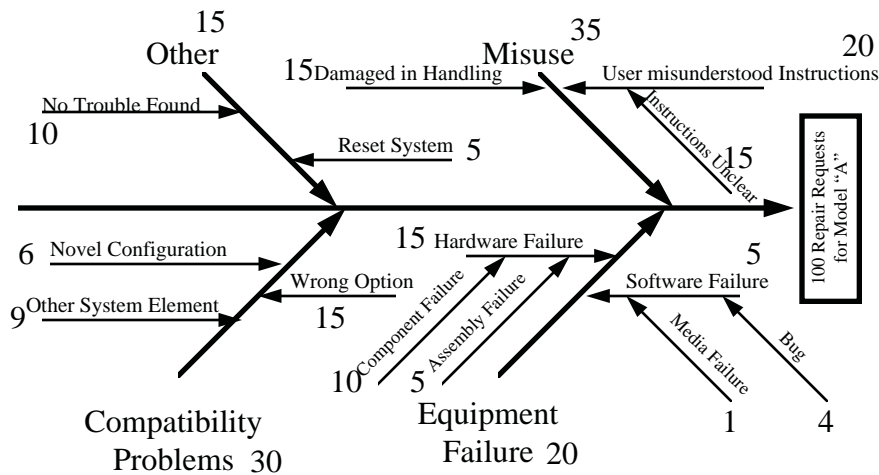 15
Other
35
Misuse
20
15 Damaged in Handling
User misunderstood Instructions
No Trouble Found
10
Instructions Unclear
15
Reset System 5
100 Repair Requests
for Model “A”
6 Novel Configuration
15 Hardware Failure
5
Software Failure
Wrong Option
15
9 Other System Element
Component Failure
10
Assembly Failure
5
Media Failure
1
Bug
4
Compatibility
Problems 30
Equipment
Failure 20